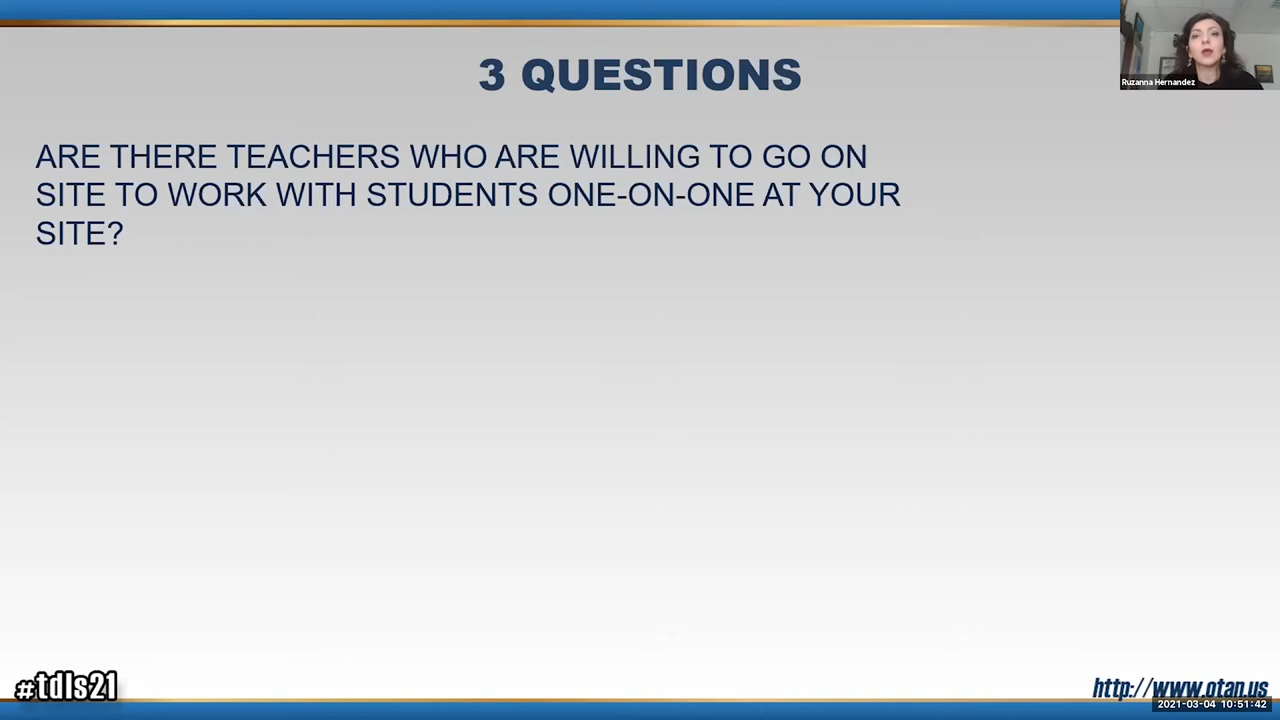 3 QUESTIONS
Ruzanna Hernandez
ARE THERE TEACHERS WHO ARE WILLING TO GO ON
SITE TO WORK WITH STUDENTS ONE-ON-ONE AT YOUR
SITE?
#tdls21
http://www.otan.us
2021-03-04 10:51:42